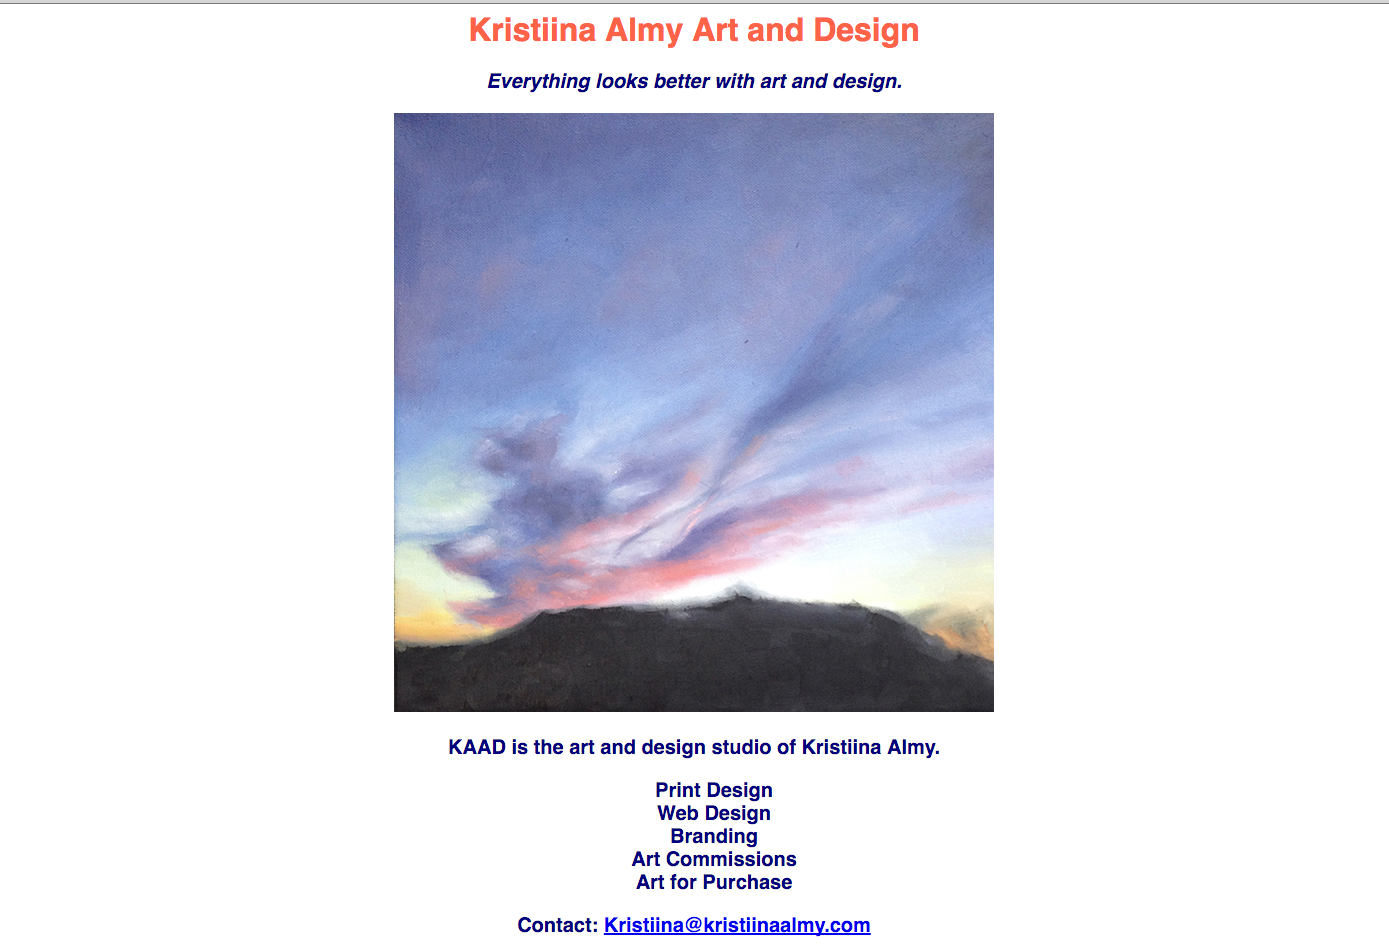 Kristiina Almy Art and Design
Everything looks better with art and design.
KAAD is the art and design studio of Kristiina Almy.
Print Design
Web Design
Branding
Art Commissions
Art for Purchase
Contact: Kristiina@kristiinaalmy.com